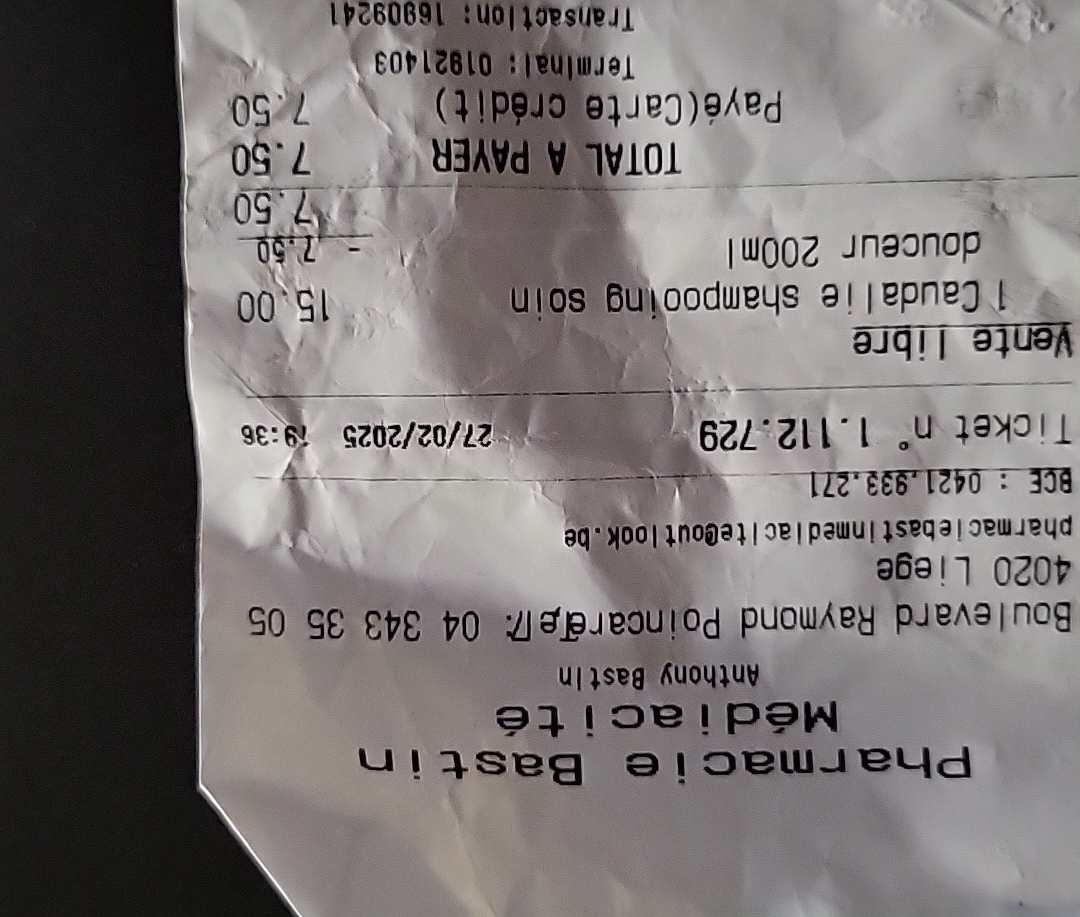 Pharmacie Bastin
Médiacité
Anthony Bastin
Boulevard Raymond Poincaré, 7 04 343 35 05
4020 Liege
pharmaciebastinmediacite@outlook.be
BCE : 0421.933.271
Ticket n° 1.112.729 27/02/2025 19:36
Vente libre
1 Caudalie shampooing soin 15.00
douceur 200ml - 7.50
7.50
TOTAL A PAYER 7.50
Payé(Carte crédit) 7.50
Terminal: 01921403
Transaction: 16909241